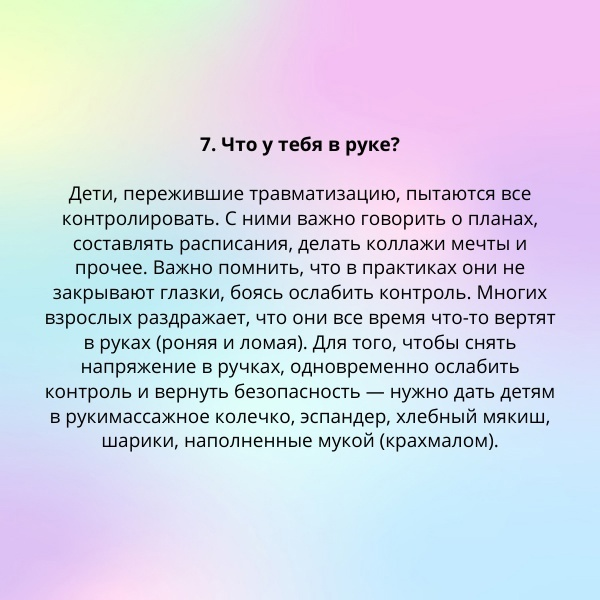 7. Что у тебя в руке?
Дети, пережившие травматизацию, пытаются все
контролировать. С ними важно говорить о планах,
составлять расписания, делать коллажи мечты и
прочее. Важно помнить, что в практиках они не
закрывают глазки, боясь ослабить контроль. Многих
взрослых раздражает, что они все время что-то вертят
в руках (роняя и ломая). Для того, чтобы снять
напряжение в ручках, одновременно ослабить
контроль и вернуть безопасность — нужно дать детям
в рукимассажное колечко, эспандер, хлебный мякиш,
шарики, наполненные мукой (крахмалом).